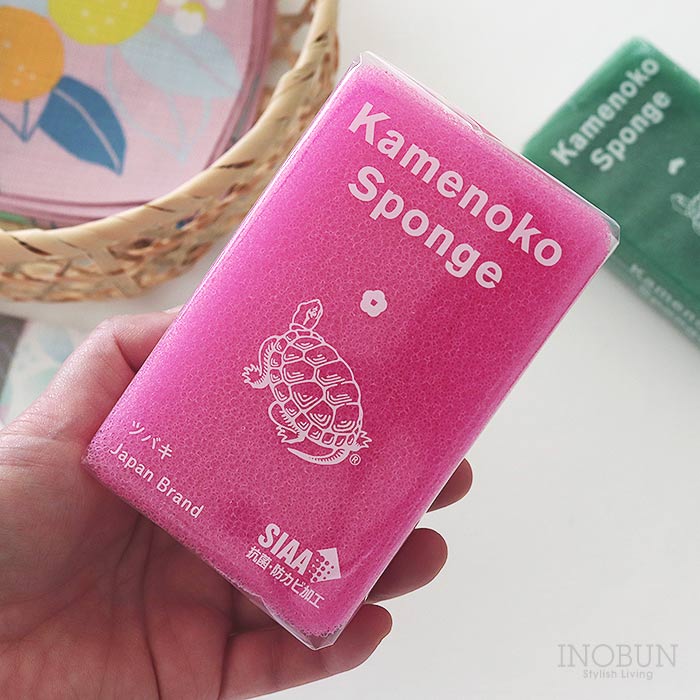 Kamenoko
Sponge
®
ツバキ
Japan Brand
SIAA
抗菌・防カビ加工
Kamenoko
Sponge
Kamenoko
INOBUN
Stylish Living